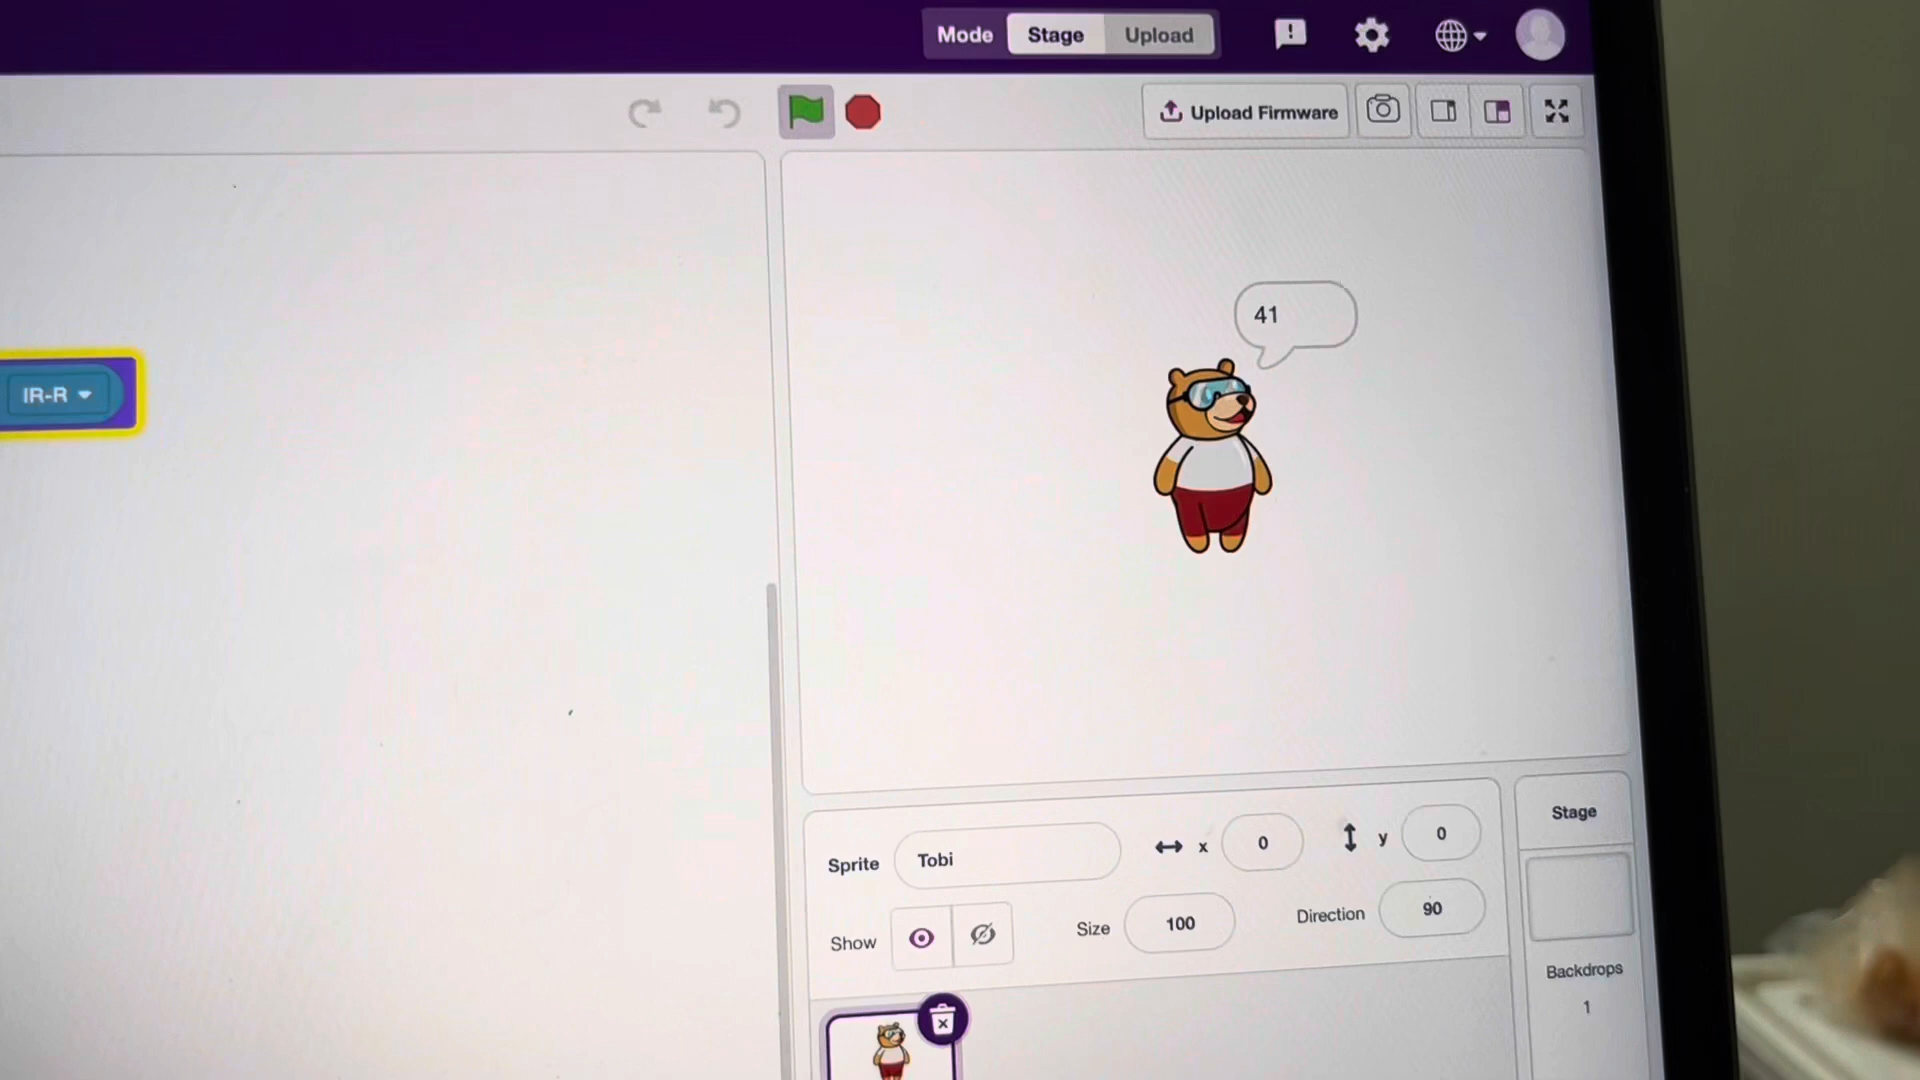 Mode Stage Upload
Upload Firmware
41
IR-R
Sprite Tobi x 0 y 0
Show Size 100 Direction 90
Stage
Backdrops
1